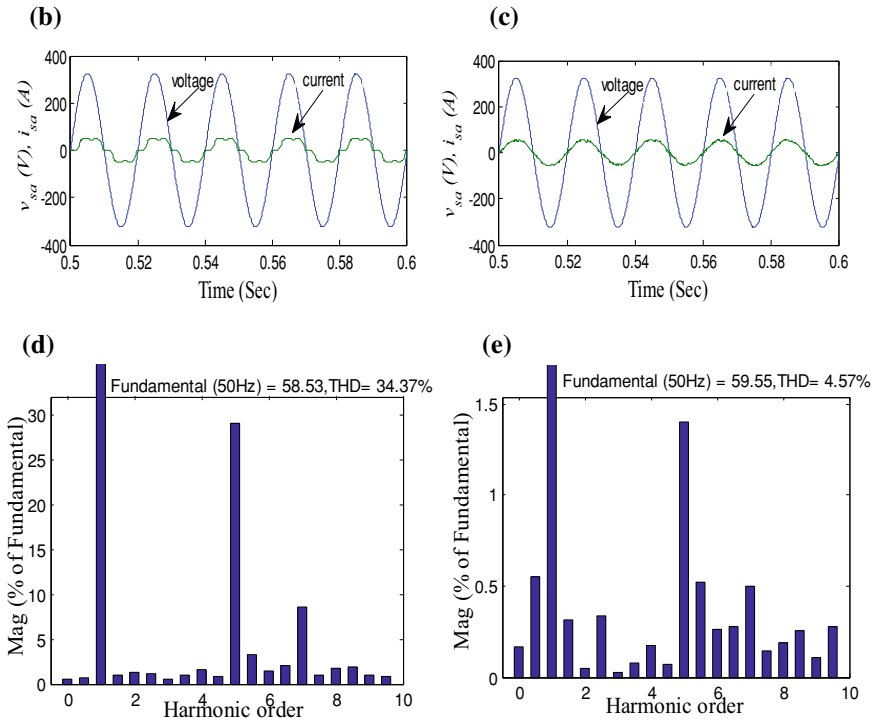 (b)
400
200
0
-200
-400
v_sa (V), i_sa (A)
voltage
current
0.5
0.52
0.54
0.56
0.58
0.6
Time (Sec)
(c)
400
200
0
-200
-400
v_sa (V), i_sa (A)
voltage
current
0.5
0.52
0.54
0.56
0.58
0.6
Time (Sec)
(d)
Fundamental (50Hz) = 58.53,THD= 34.37%
30
25
20
15
10
5
0
Mag (% of Fundamental)
0
2
4
6
8
10
Harmonic order
(e)
Fundamental (50Hz) = 59.55,THD= 4.57%
1.5
1
0.5
0
Mag (% of Fundamental)
0
2
4
6
8
10
Harmonic order